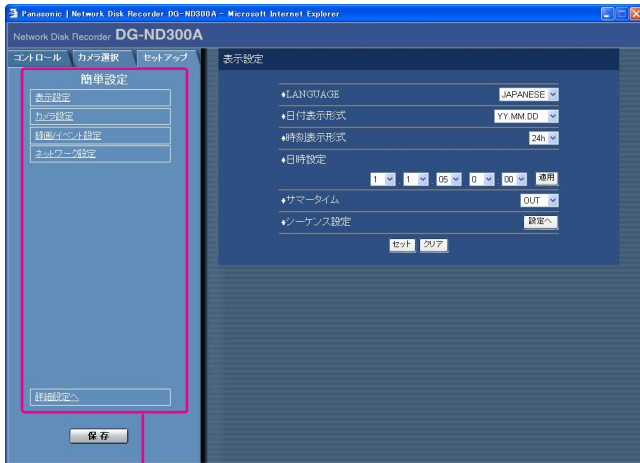 Panasonic | Network Disk Recorder DG-ND300A - Microsoft Internet Explorer
Network Disk Recorder DG-ND300A
コントロール カメラ選択 セットアップ
簡単設定
表示設定
カメラ設定
録画/イベント設定
ネットワーク設定
詳細設定へ
保存
表示設定
♦LANGUAGE JAPANESE
♦日付表示形式 YY.MM.DD
♦時刻表示形式 24h
♦日時設定
1 . 1 . 05 0 : 00 適用
♦サマータイム OUT
♦シーケンス設定 設定へ
セット クリア